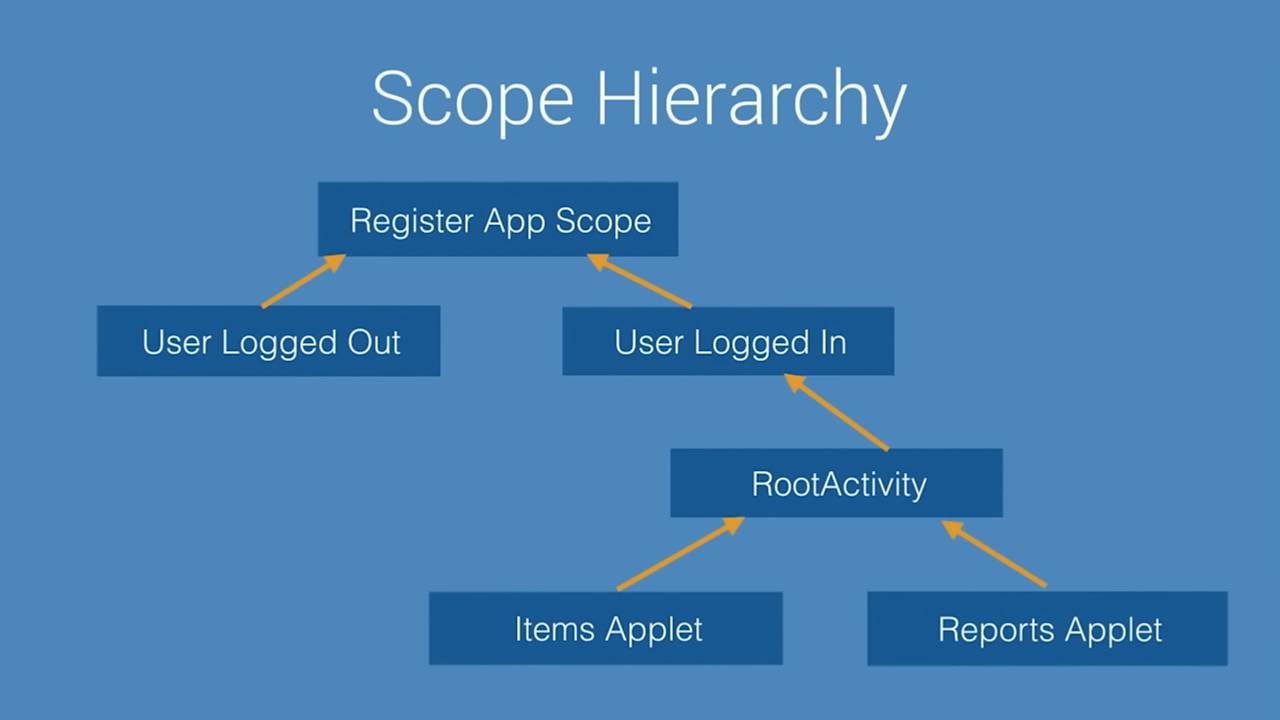 Scope Hierarchy
Register App Scope
User Logged Out
User Logged In
RootActivity
Items Applet
Reports Applet